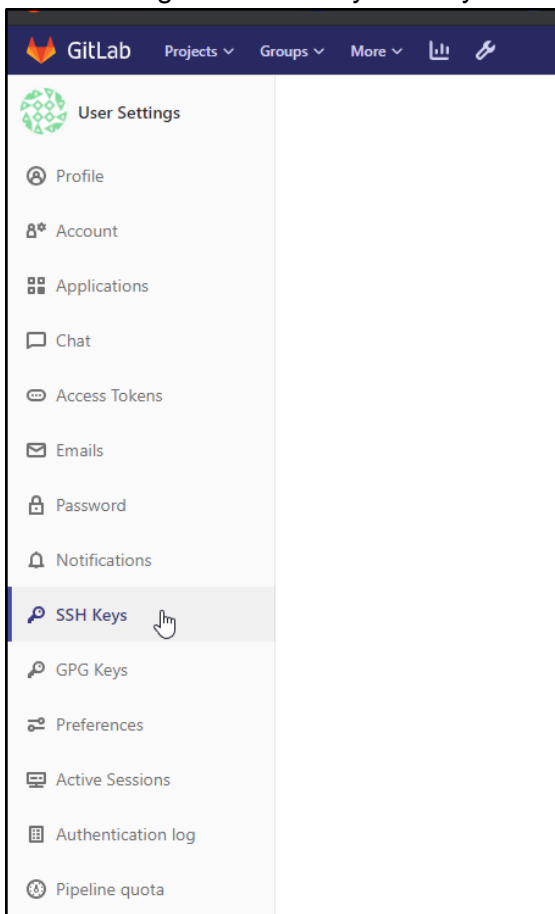 GitLab Projects Groups More
User Settings
Profile
Account
Applications
Chat
Access Tokens
Emails
Password
Notifications
SSH Keys
GPG Keys
Preferences
Active Sessions
Authentication log
Pipeline quota